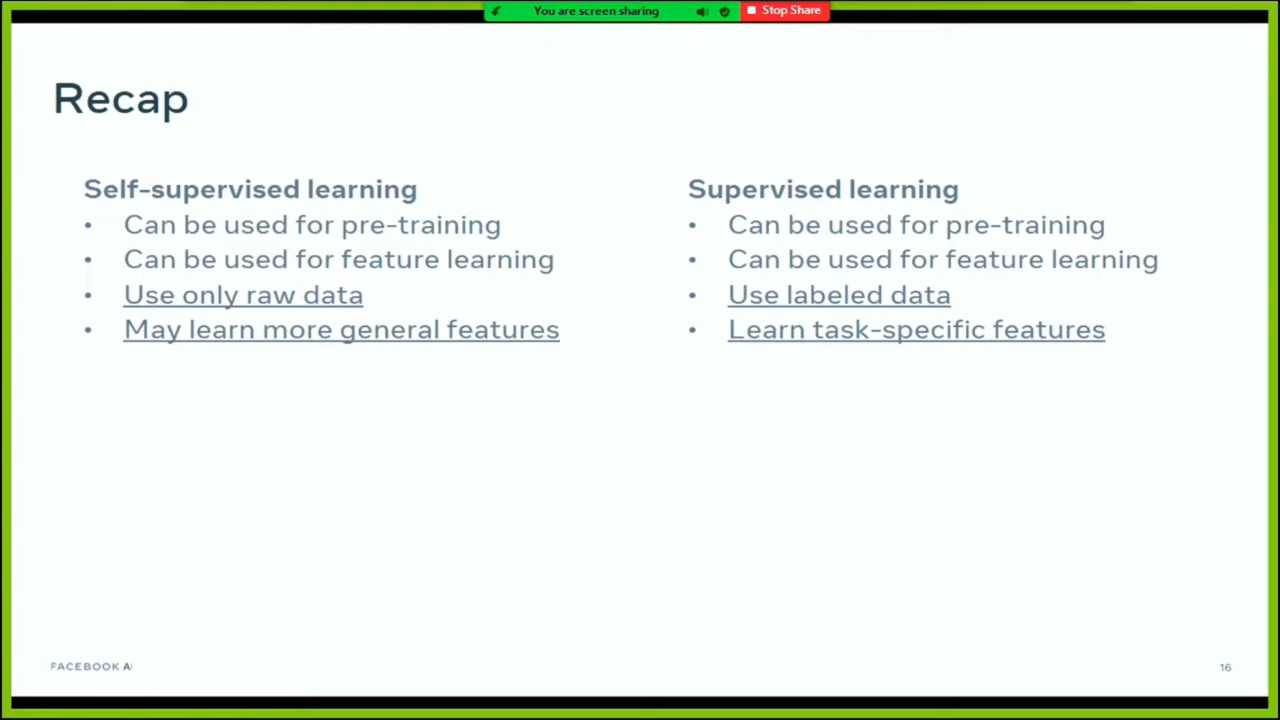 You are screen sharing
Stop Share
Recap
Self-supervised learning
• Can be used for pre-training
• Can be used for feature learning
• Use only raw data
• May learn more general features
Supervised learning
• Can be used for pre-training
• Can be used for feature learning
• Use labeled data
• Learn task-specific features
FACEBOOK AI
16